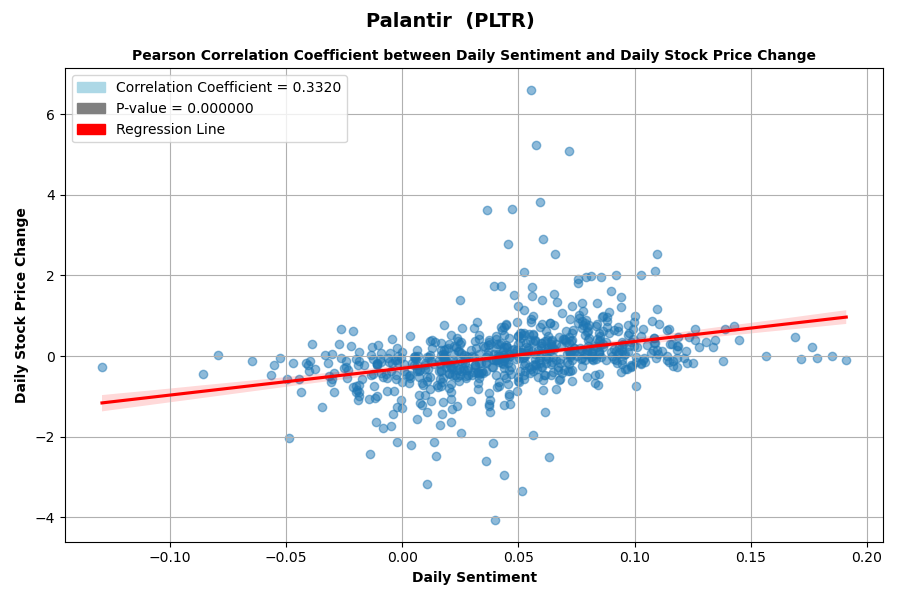 Palantir  (PLTR)
Pearson Correlation Coefficient between Daily Sentiment and Daily Stock Price Change
Correlation Coefficient = 0.3320
P-value = 0.000000
Regression Line
Daily Stock Price Change
6
4
2
0
−2
−4
−0.10 −0.05 0.00 0.05 0.10 0.15 0.20
Daily Sentiment